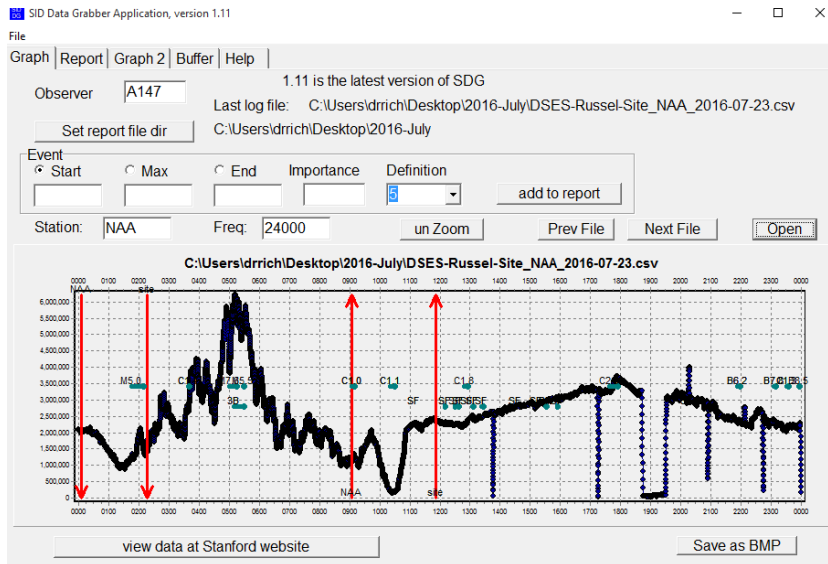 SID Data Grabber Application, version 1.11
File
Graph Report Graph 2 Buffer Help
Observer A147 1.11 is the latest version of SDG
Last log file: C:\Users\drrich\Desktop\2016-July\DSES-Russel-Site_NAA_2016-07-23.csv
Set report file dir C:\Users\drrich\Desktop\2016-July
Event
Start Max End Importance Definition
5 add to report
Station: NAA Freq: 24000 un Zoom Prev File Next File Open
C:\Users\drrich\Desktop\2016-July\DSES-Russel-Site_NAA_2016-07-23.csv
0000 0100 0200 0300 0400 0500 0600 0700 0800 0900 1000 1100 1200 1300 1400 1500 1600 1700 1800 1900 2000 2100 2200 2300 0000
NAA site
6,000,000
5,500,000
5,000,000
4,500,000
4,000,000
3,500,000
M5.0 C1.0 C1.1 C1.3 B6.2
3,000,000
3B SF SF
2,500,000
2,000,000
1,500,000
1,000,000
500,000
0
NAA site
0000 0100 0200 0300 0400 0500 0600 0700 0800 0900 1000 1100 1200 1300 1400 1500 1600 1700 1800 1900 2000 2100 2200 2300 0000
view data at Stanford website Save as BMP